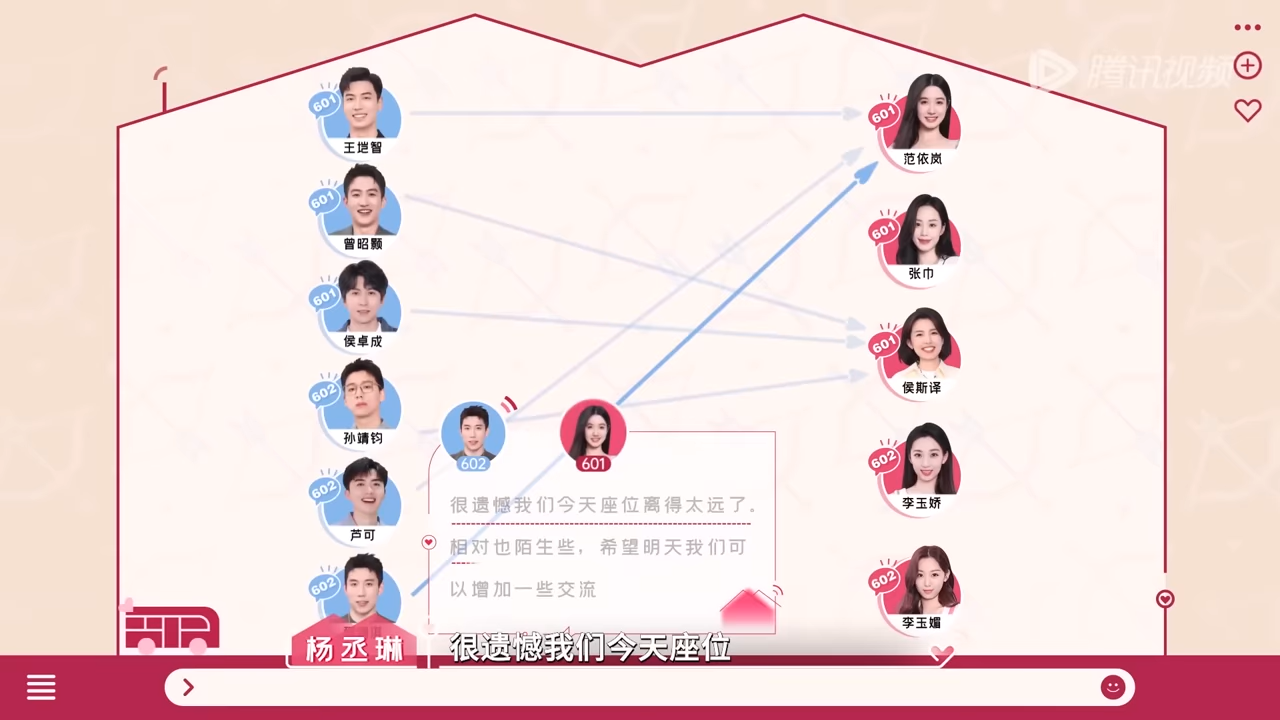 腾讯视频
601
王垲智
601
曾昭颢
601
侯卓成
602
孙靖钧
602
芦可
602
601
范依岚
601
张巾
601
侯斯译
602
李玉娇
602
李玉媚
602
601
很遗憾我们今天座位离得太远了。
相对也陌生些，希望明天我们可
以增加一些交流
杨丞琳
很遗憾我们今天座位